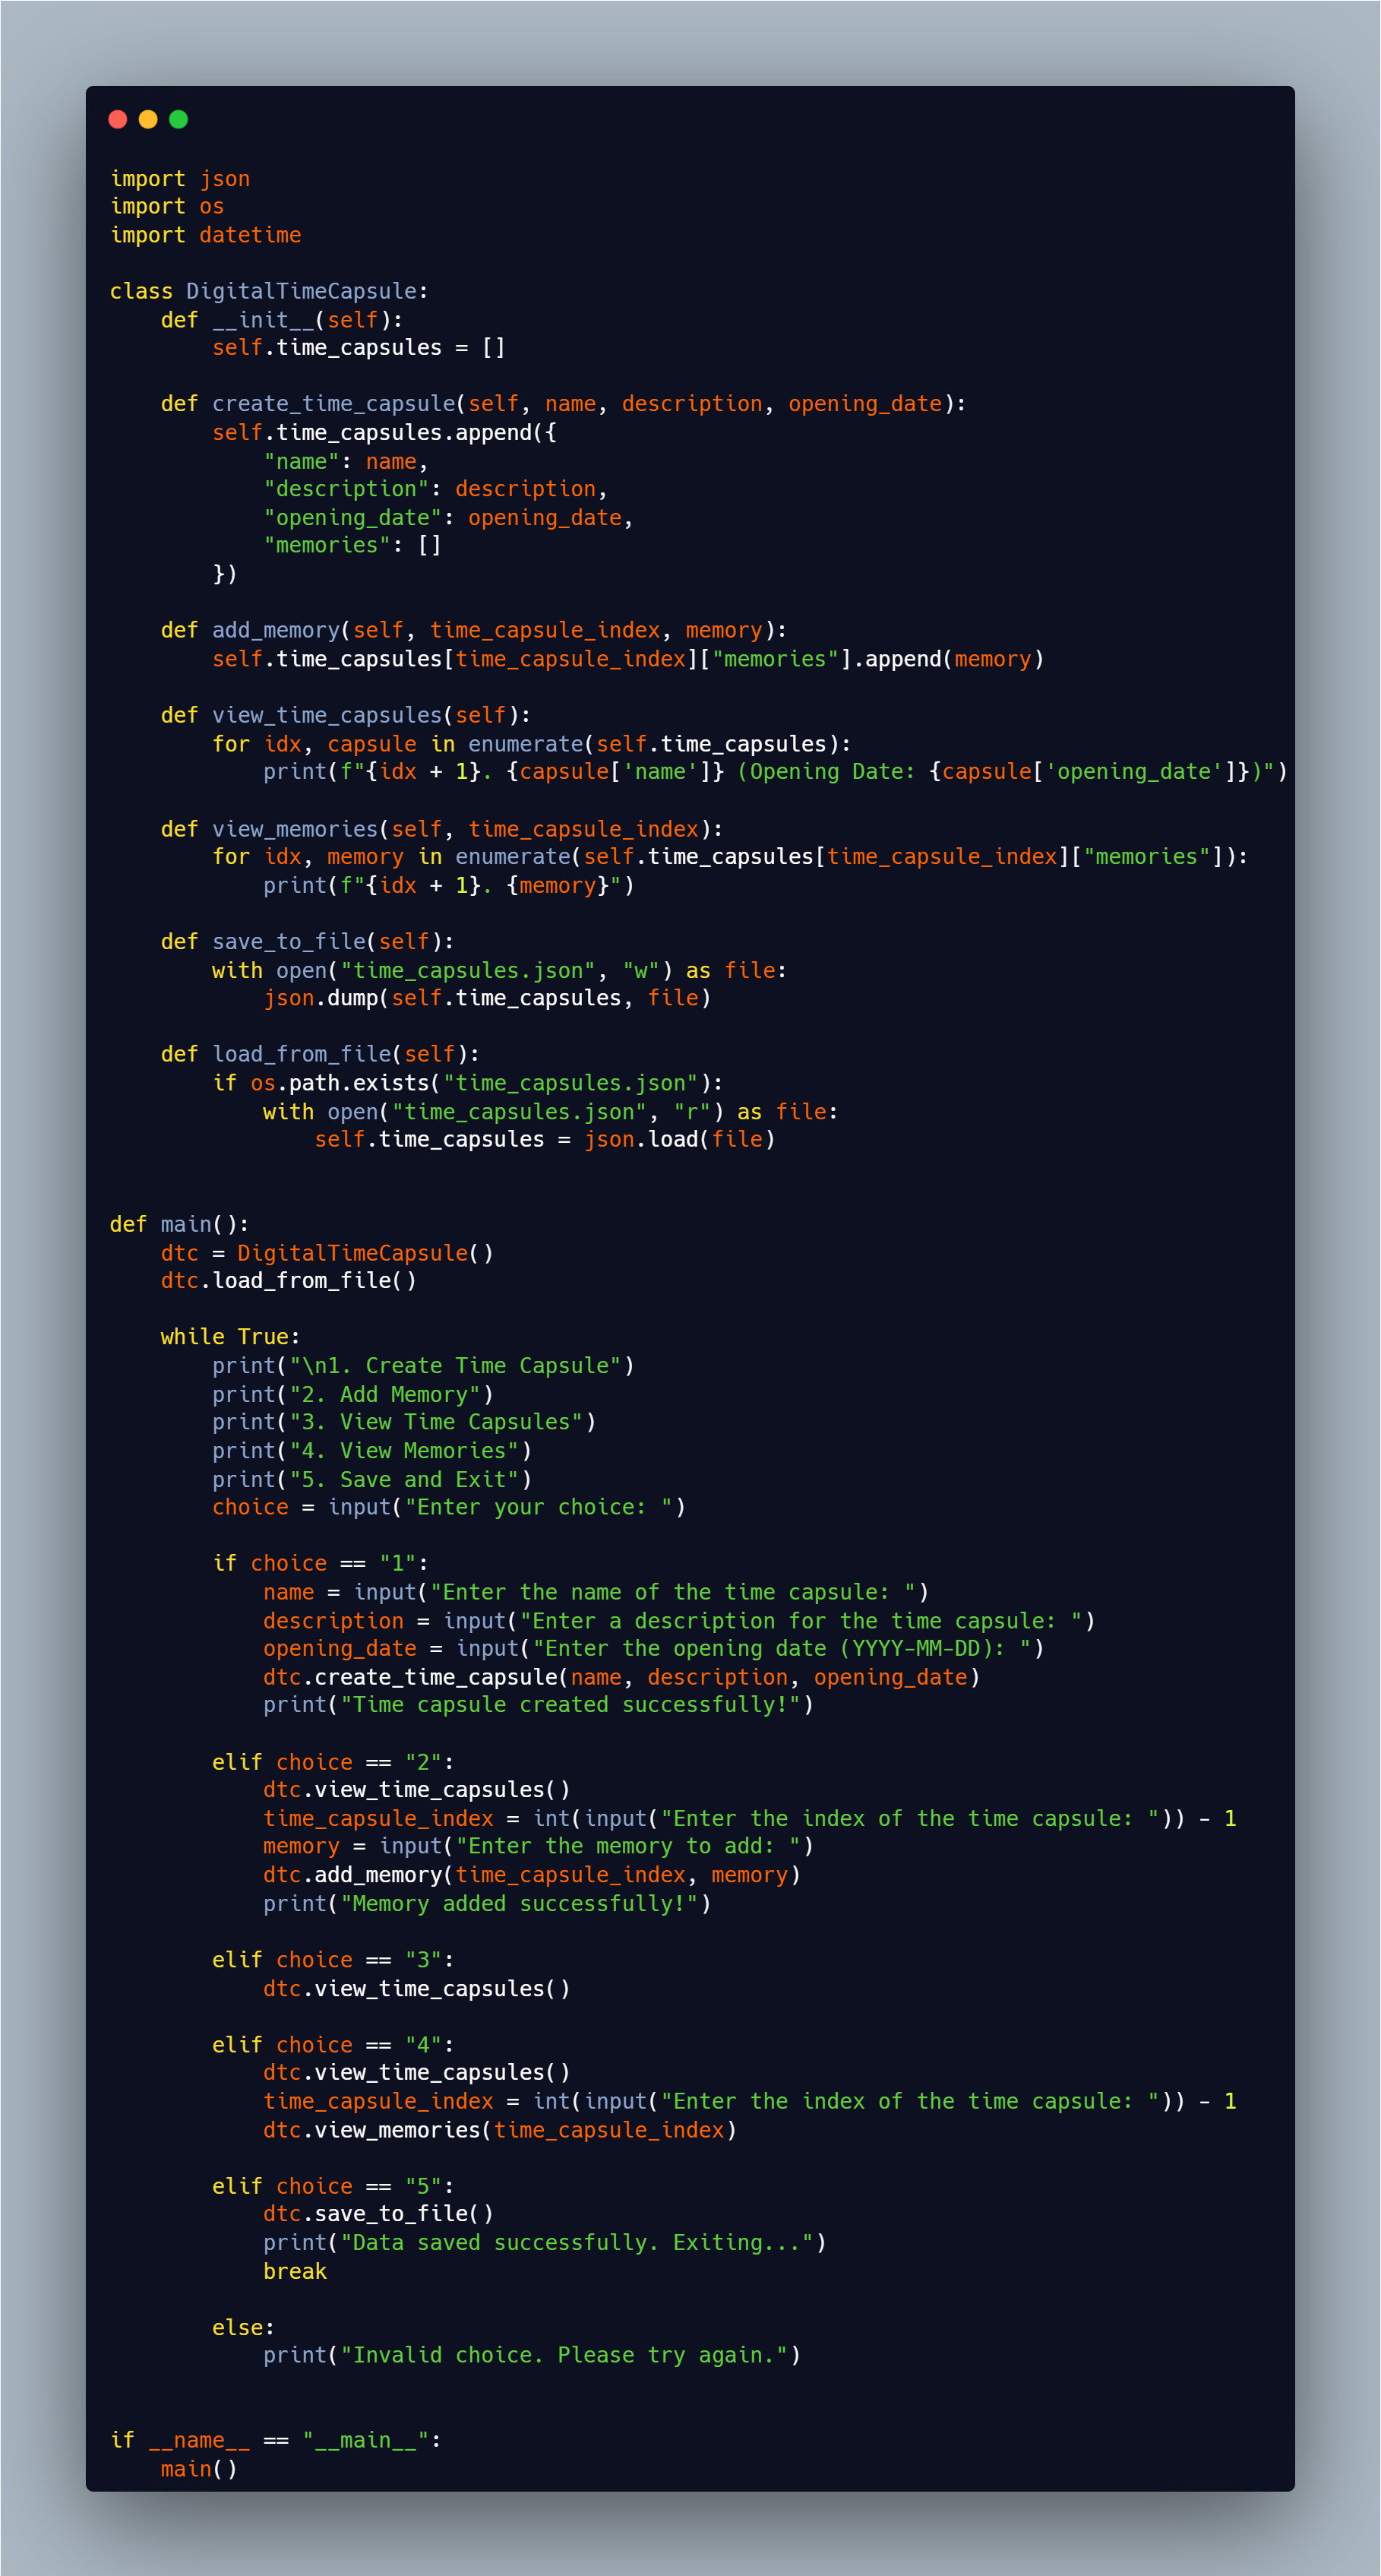 import json
import os
import datetime

class DigitalTimeCapsule:
    def __init__(self):
        self.time_capsules = []

    def create_time_capsule(self, name, description, opening_date):
        self.time_capsules.append({
            "name": name,
            "description": description,
            "opening_date": opening_date,
            "memories": []
        })

    def add_memory(self, time_capsule_index, memory):
        self.time_capsules[time_capsule_index]["memories"].append(memory)

    def view_time_capsules(self):
        for idx, capsule in enumerate(self.time_capsules):
            print(f"{idx + 1}. {capsule['name']} (Opening Date: {capsule['opening_date']})")

    def view_memories(self, time_capsule_index):
        for idx, memory in enumerate(self.time_capsules[time_capsule_index]["memories"]):
            print(f"{idx + 1}. {memory}")

    def save_to_file(self):
        with open("time_capsules.json", "w") as file:
            json.dump(self.time_capsules, file)

    def load_from_file(self):
        if os.path.exists("time_capsules.json"):
            with open("time_capsules.json", "r") as file:
                self.time_capsules = json.load(file)


def main():
    dtc = DigitalTimeCapsule()
    dtc.load_from_file()

    while True:
        print("\n1. Create Time Capsule")
        print("2. Add Memory")
        print("3. View Time Capsules")
        print("4. View Memories")
        print("5. Save and Exit")
        choice = input("Enter your choice: ")

        if choice == "1":
            name = input("Enter the name of the time capsule: ")
            description = input("Enter a description for the time capsule: ")
            opening_date = input("Enter the opening date (YYYY-MM-DD): ")
            dtc.create_time_capsule(name, description, opening_date)
            print("Time capsule created successfully!")

        elif choice == "2":
            dtc.view_time_capsules()
            time_capsule_index = int(input("Enter the index of the time capsule: ")) - 1
            memory = input("Enter the memory to add: ")
            dtc.add_memory(time_capsule_index, memory)
            print("Memory added successfully!")

        elif choice == "3":
            dtc.view_time_capsules()

        elif choice == "4":
            dtc.view_time_capsules()
            time_capsule_index = int(input("Enter the index of the time capsule: ")) - 1
            dtc.view_memories(time_capsule_index)

        elif choice == "5":
            dtc.save_to_file()
            print("Data saved successfully. Exiting...")
            break

        else:
            print("Invalid choice. Please try again.")


if __name__ == "__main__":
    main()